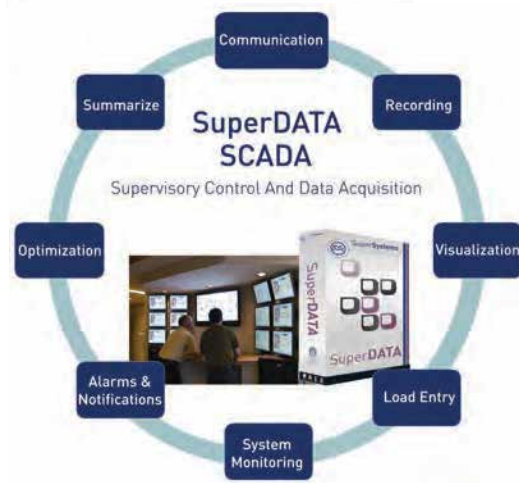 Communication
Summarize
Recording
SuperDATA
SCADA
Supervisory Control And Data Acquisition
Optimization
Visualization
SuperSystems
SuperDATA
SuperDATA
Alarms &
Notifications
Load Entry
System
Monitoring